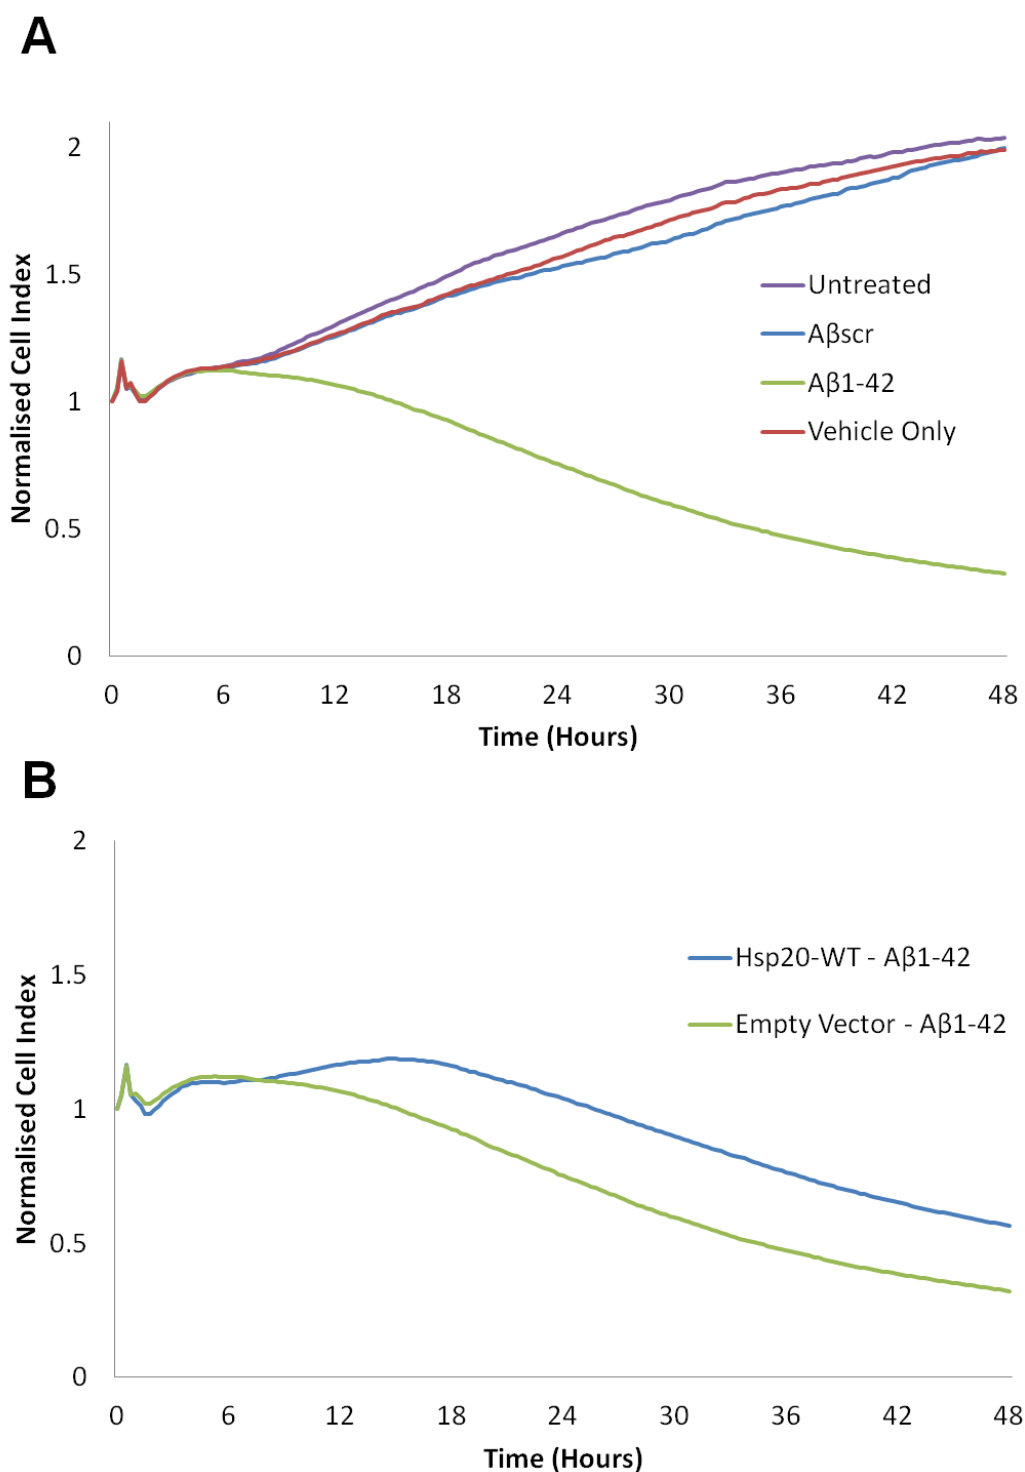 A
2
1.5
1
0.5
0
Normalised Cell Index
Untreated
Aβscr
Aβ1-42
Vehicle Only
0 6 12 18 24 30 36 42 48
Time (Hours)
B
2
1.5
1
0.5
0
Normalised Cell Index
Hsp20-WT - Aβ1-42
Empty Vector - Aβ1-42
0 6 12 18 24 30 36 42 48
Time (Hours)